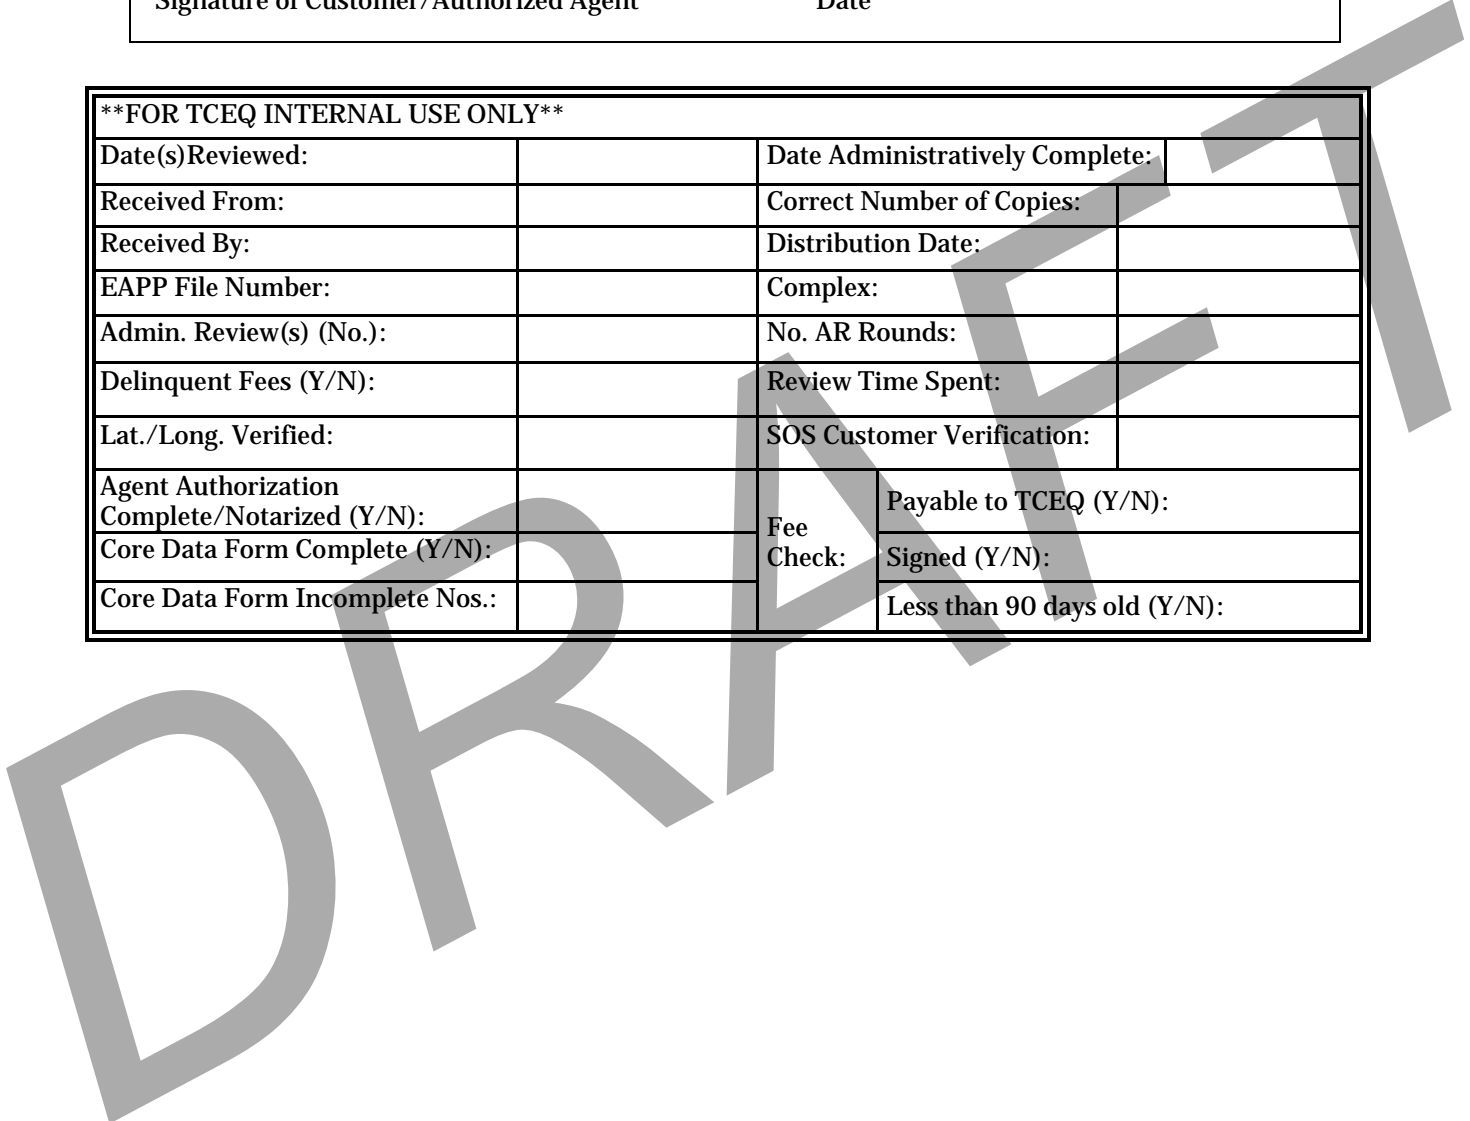 Signature of Customer/Authorized Agent Date
**FOR TCEQ INTERNAL USE ONLY**
Date(s)Reviewed: Date Administratively Complete:
Received From: Correct Number of Copies:
Received By: Distribution Date:
EAPP File Number: Complex:
Admin. Review(s) (No.): No. AR Rounds:
Delinquent Fees (Y/N): Review Time Spent:
Lat./Long. Verified: SOS Customer Verification:
Agent Authorization
Complete/Notarized (Y/N):
Fee
Check:
Payable to TCEQ (Y/N):
Core Data Form Complete (Y/N): Signed (Y/N):
Core Data Form Incomplete Nos.: Less than 90 days old (Y/N):
DRAFT